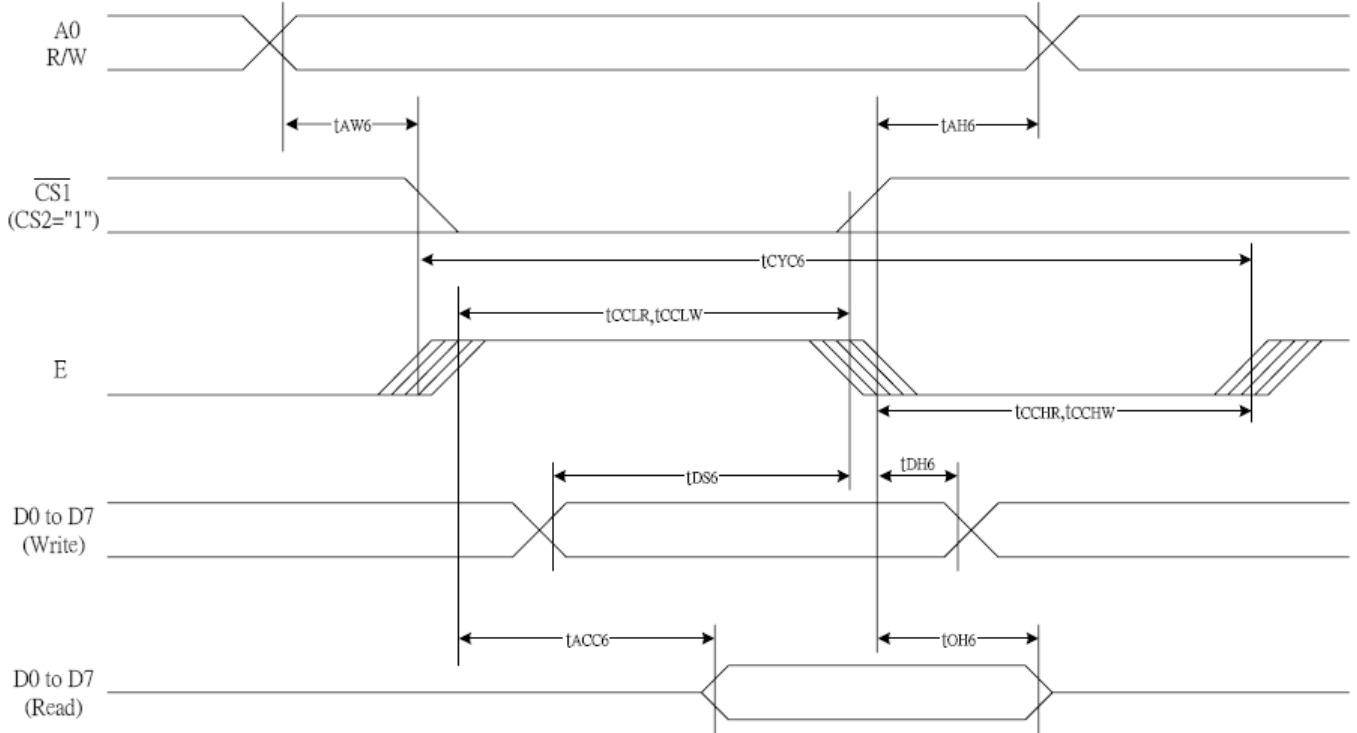 A0
R/W
tAW6
tAH6
CS1
(CS2="1")
tCYC6
tCCLR,tCCLW
E
tCCHR,tCCHW
tDS6
tDH6
D0 to D7
(Write)
tACC6
tOH6
D0 to D7
(Read)